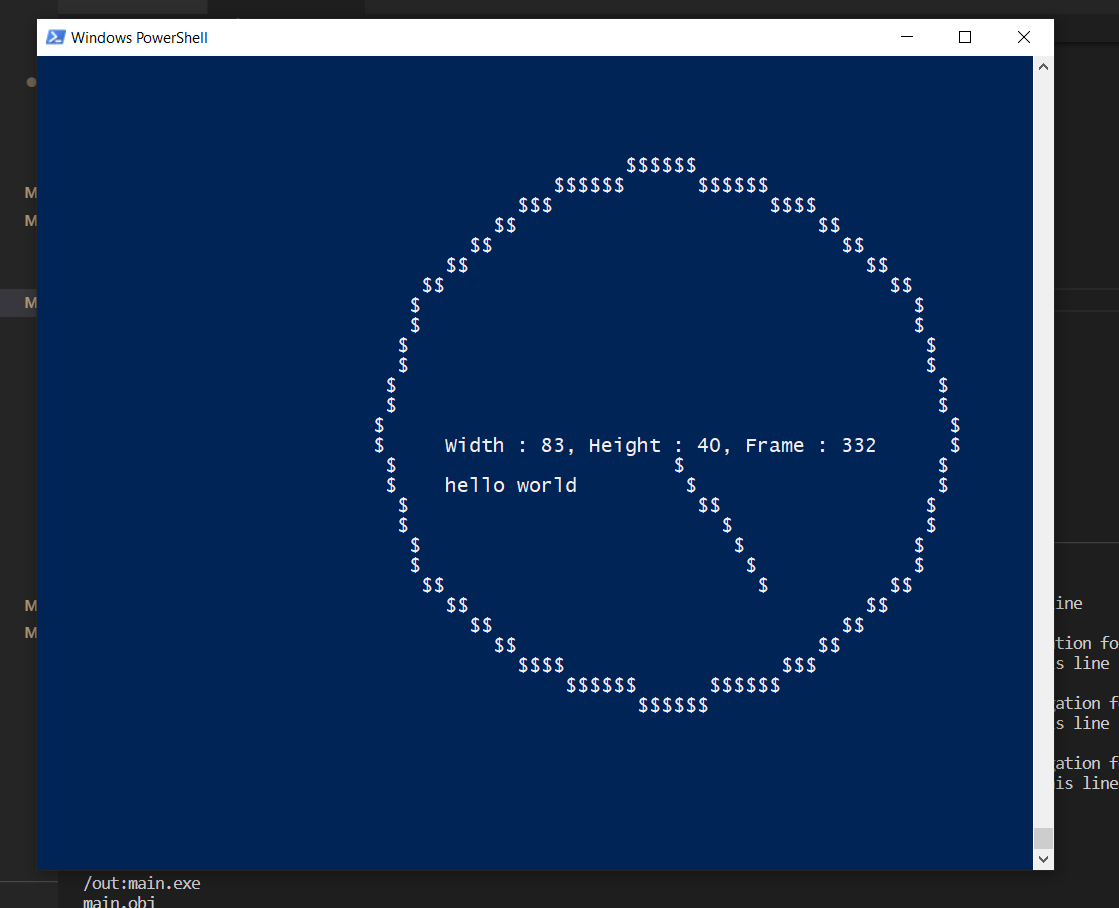 Windows PowerShell
$$$$$$
$$$$$$ $$$$$$
$$$ $$$$
$$ $$
$$ $$
$$ $$
$$ $$
$ $
$ $
$ $
$ $
$ $
$ $
$ $
$ Width : 83, Height : 40, Frame : 332 $
$ $ $
$ hello world $ $
$ $$ $
$ $ $
$ $ $
$ $ $
$$ $ $$
$$ $$
$$ $$
$$ $$
$$$$ $$$
$$$$$$ $$$$$$
$$$$$$
M
M
M
M
M
ine
tion fo
s line
ation f
s line
ation f
is line
/out:main.exe
main.obj